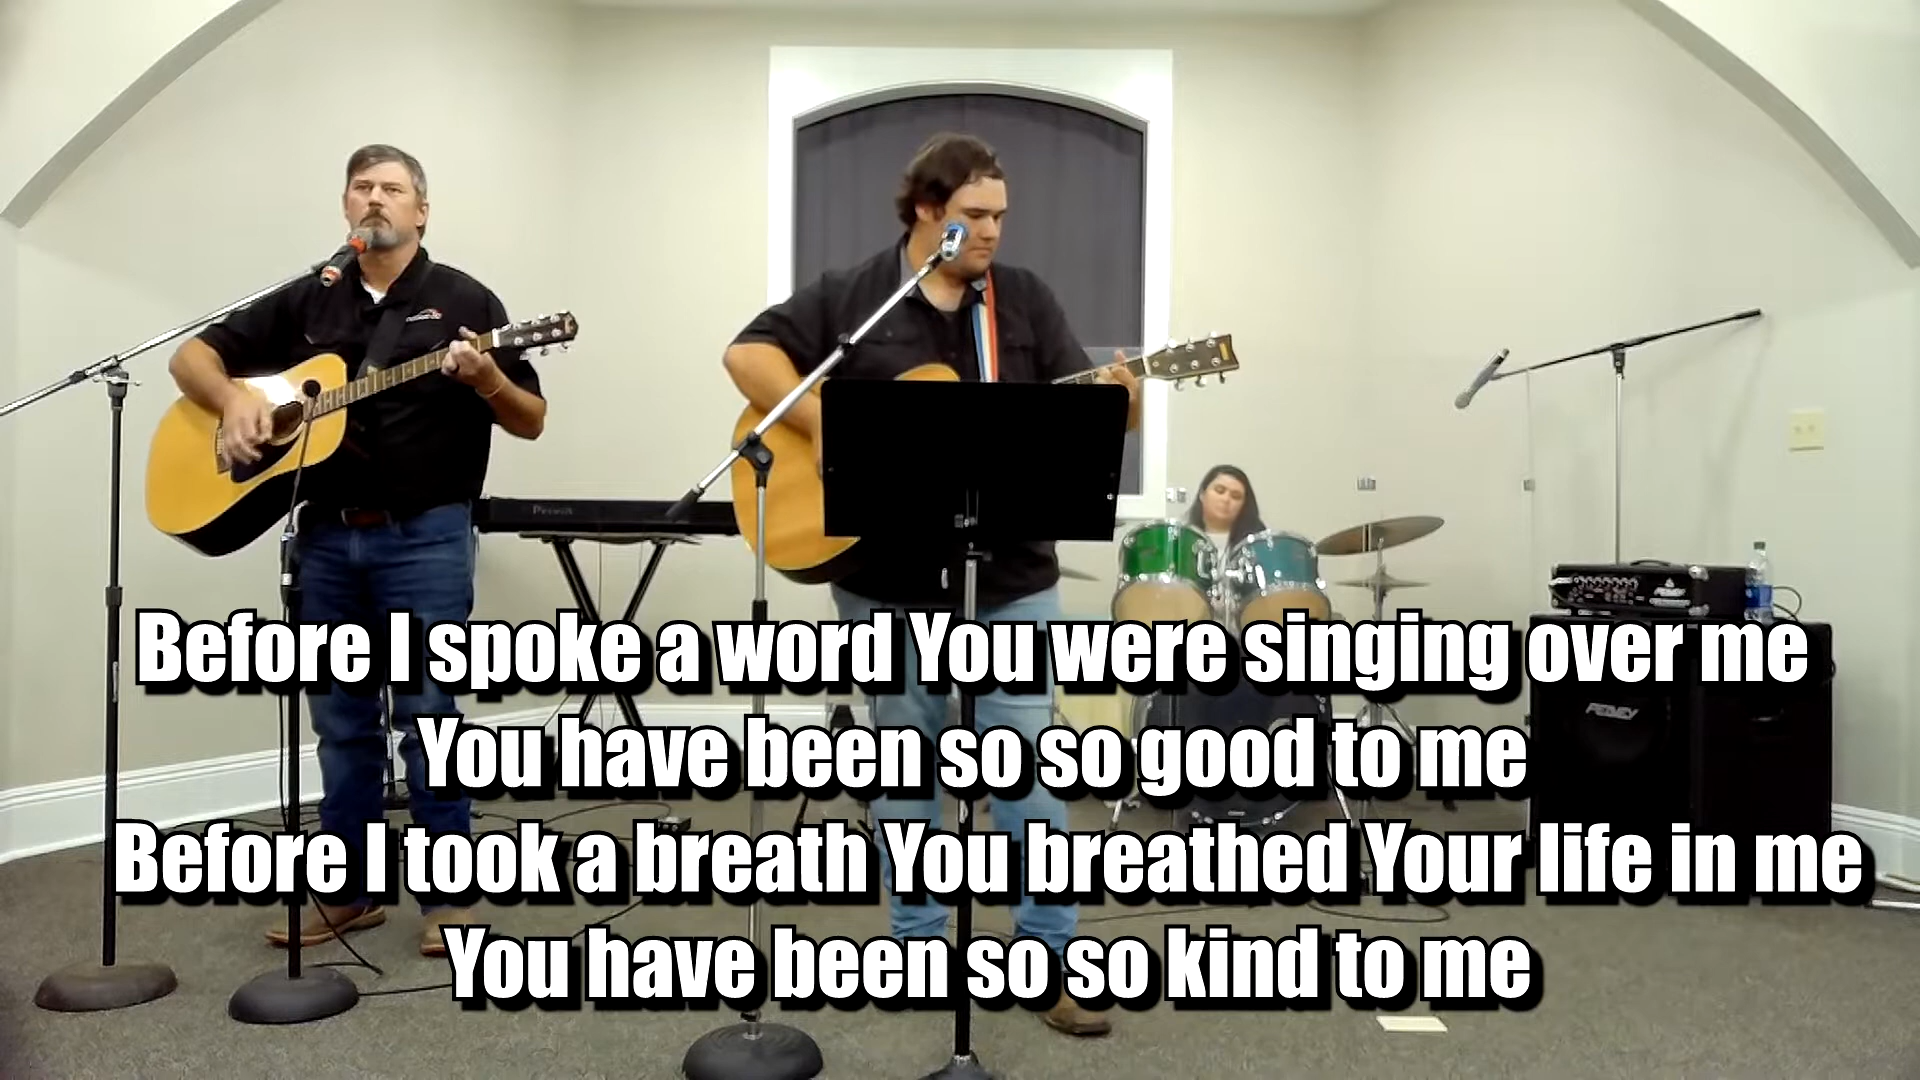 Before I spoke a word You were singing over me
You have been so so good to me
Before I took a breath You breathed Your life in me
You have been so so kind to me
PEAVEY